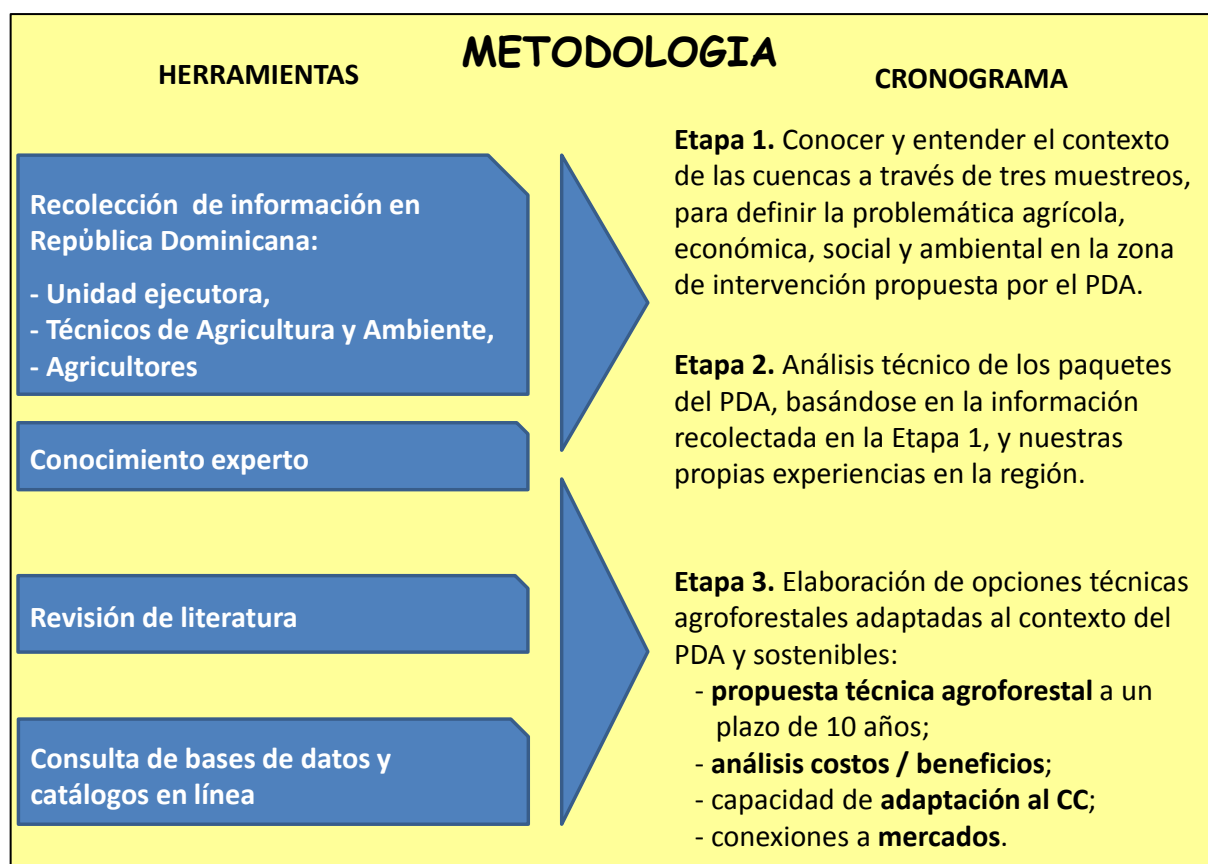 METODOLOGIA
HERRAMIENTAS
Recolección de información en
Repủblica Dominicana:
- Unidad ejecutora,
- Técnicos de Agricultura y Ambiente,
- Agricultores
Conocimiento experto
Revisión de literatura
Consulta de bases de datos y
catálogos en línea
CRONOGRAMA
Etapa 1. Conocer y entender el contexto
de las cuencas a través de tres muestreos,
para definir la problemática agrícola,
económica, social y ambiental en la zona
de intervención propuesta por el PDA.
Etapa 2. Análisis técnico de los paquetes
del PDA, basándose en la información
recolectada en la Etapa 1, y nuestras
propias experiencias en la región.
Etapa 3. Elaboración de opciones técnicas
agroforestales adaptadas al contexto del
PDA y sostenibles:
- propuesta técnica agroforestal a un
plazo de 10 años;
- análisis costos / beneficios;
- capacidad de adaptación al CC;
- conexiones a mercados.